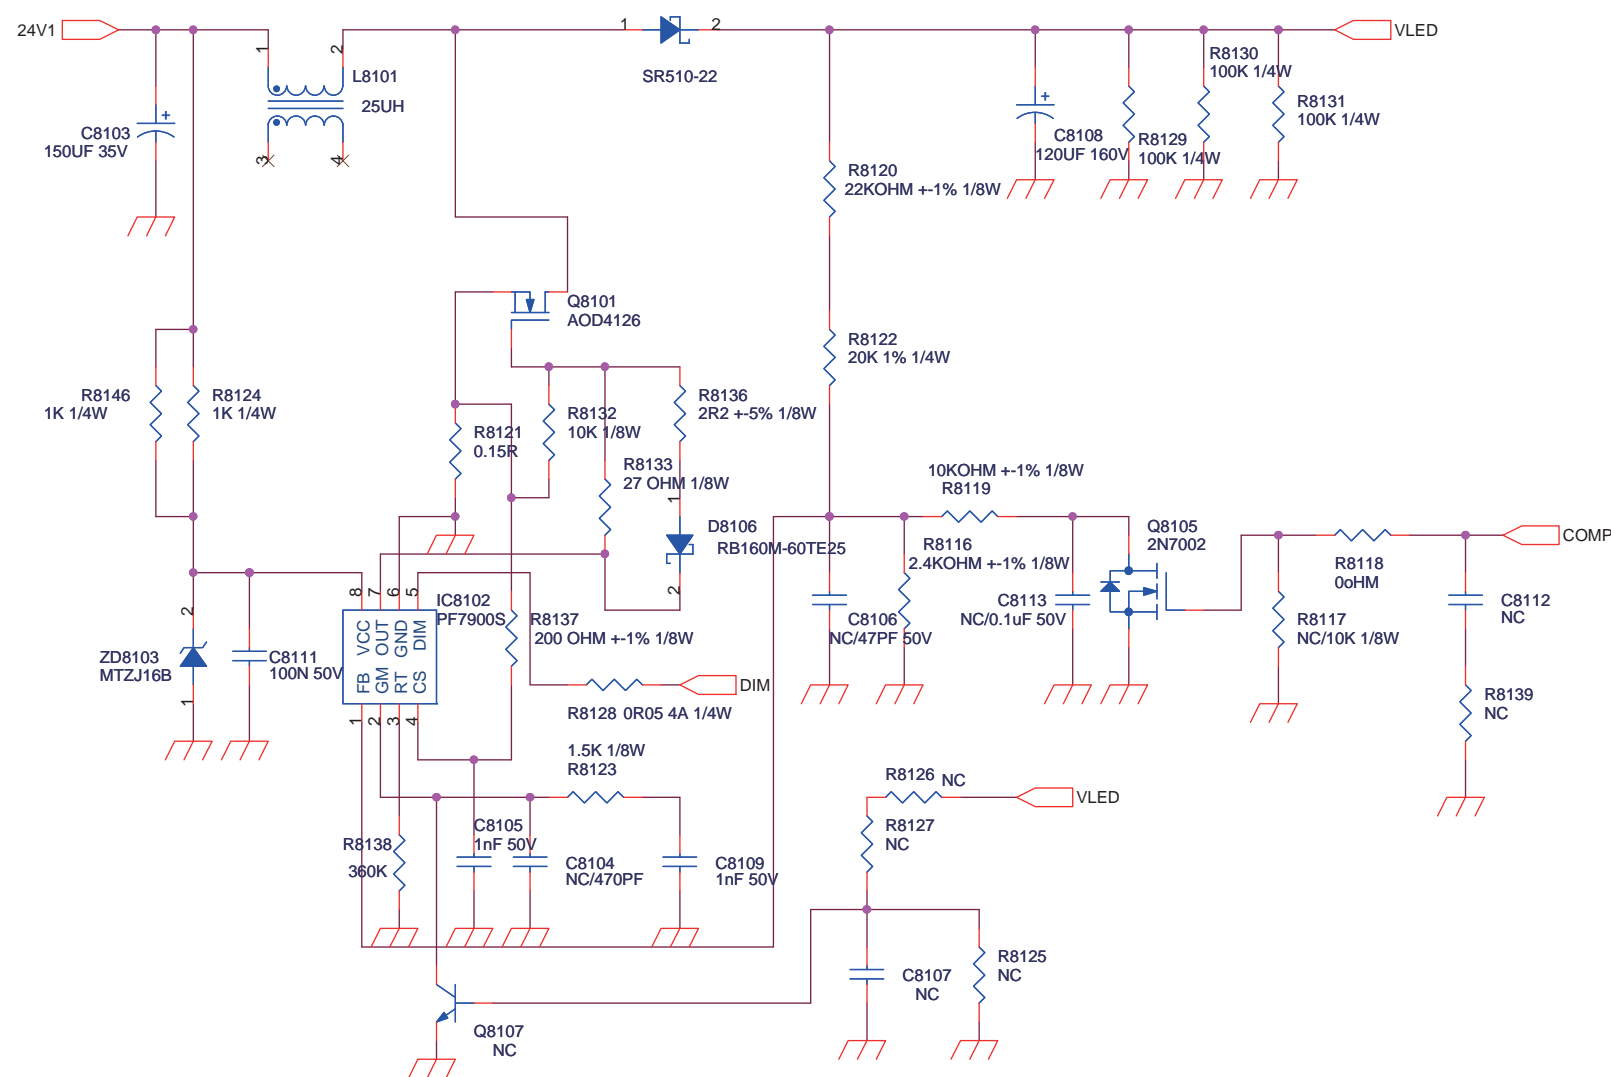 24V1
1
2
L8101
25UH
3
4
C8103
150UF 35V
1
2
SR510-22
VLED
R8130
100K 1/4W
R8131
100K 1/4W
C8108
120UF 160V
R8129
100K 1/4W
R8120
22KOHM +-1% 1/8W
Q8101
AOD4126
R8122
20K 1% 1/4W
R8146
1K 1/4W
R8124
1K 1/4W
R8121
0.15R
R8132
10K 1/8W
R8136
2R2 +-5% 1/8W
R8133
27 OHM 1/8W
1
D8106
RB160M-60TE25
2
10KOHM +-1% 1/8W
R8119
R8116
2.4KOHM +-1% 1/8W
Q8105
2N7002
COMP
R8118
0oHM
C8106
NC/47PF 50V
C8113
NC/0.1uF 50V
R8117
NC/10K 1/8W
C8112
NC
R8139
NC
2
ZD8103
MTZJ16B
1
C8111
100N 50V
8 7 6 5
VCC OUT GND DIM
FB GM RT CS
1 2 3 4
IC8102
PF7900S
R8137
200 OHM +-1% 1/8W
DIM
R8128 0R05 4A 1/4W
1.5K 1/8W
R8123
R8138
360K
C8105
1nF 50V
C8104
NC/470PF
C8109
1nF 50V
R8126 NC
VLED
R8127
NC
C8107
NC
R8125
NC
Q8107
NC